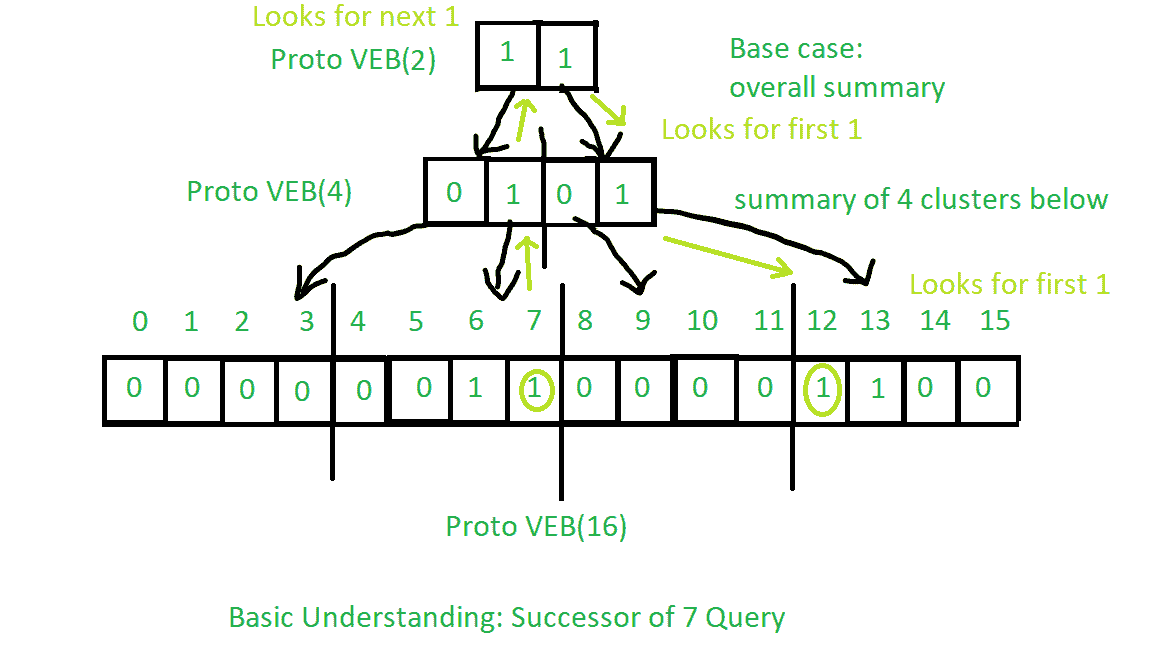 Looks for next 1
Proto VEB(2)
1 1
Base case:
overall summary
Looks for first 1
Proto VEB(4)
0 1 0 1
summary of 4 clusters below
Looks for first 1
0 1 2 3 4 5 6 7 8 9 10 11 12 13 14 15
0 0 0 0 0 0 1 1 0 0 0 0 1 1 0 0
Proto VEB(16)
Basic Understanding: Successor of 7 Query